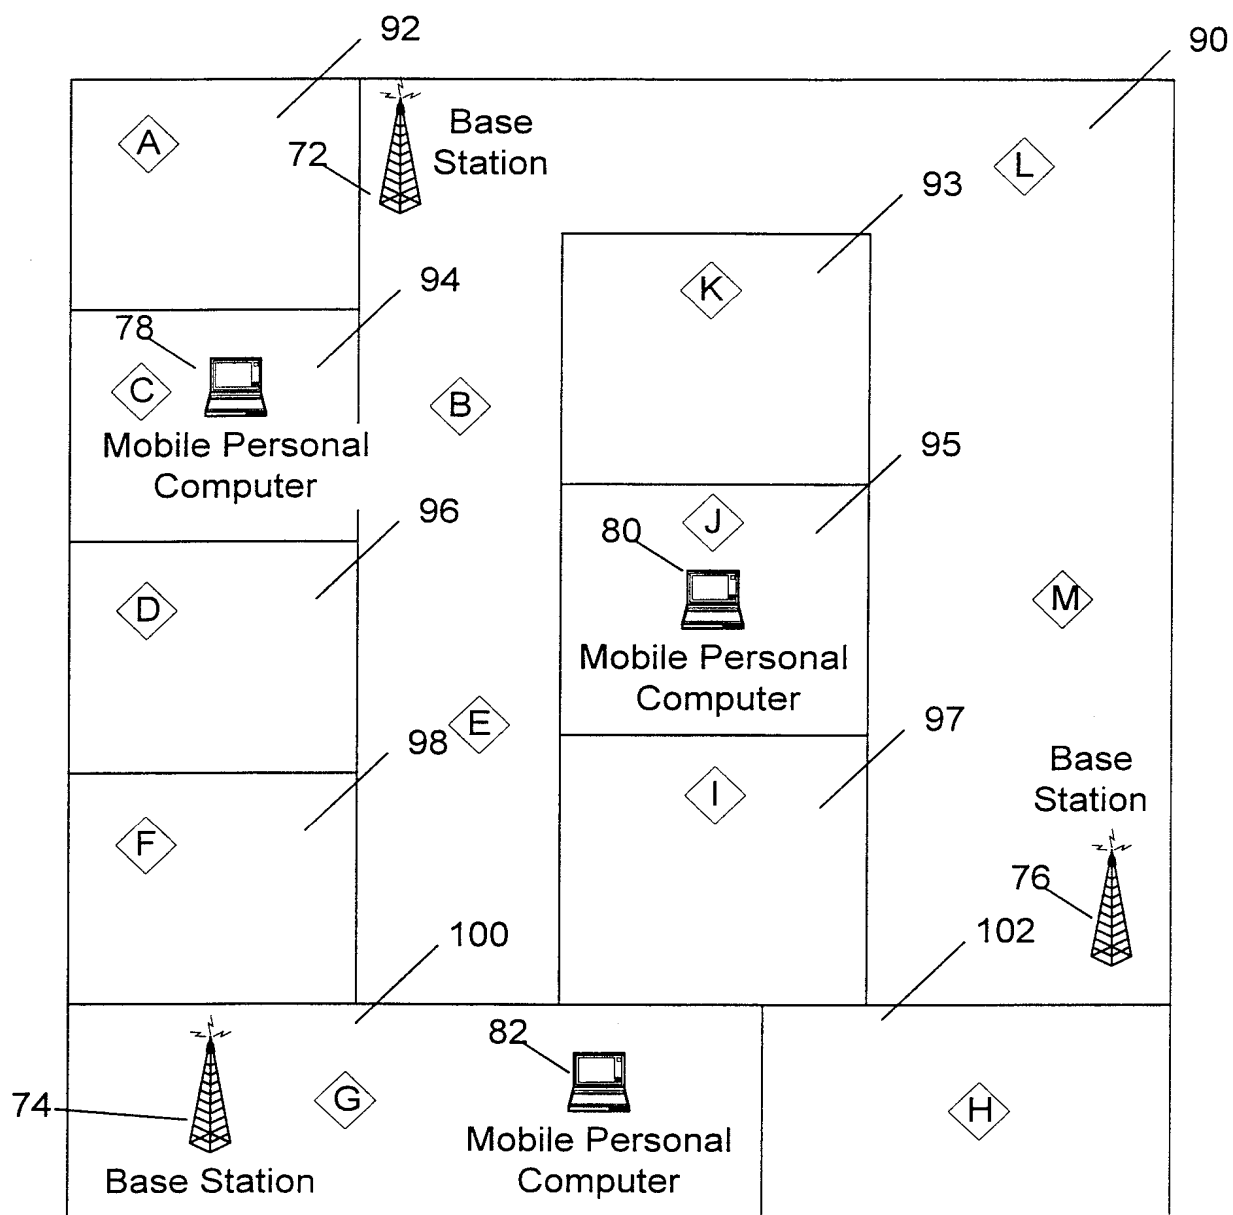 92
90
A
Base
Station
72
L
93
K
94
78
C
B
Mobile Personal
Computer
95
96
J
80
D
M
Mobile Personal
Computer
E
97
98
Base
Station
I
F
76
100
102
82
74
G
H
Mobile Personal
Computer
Base Station